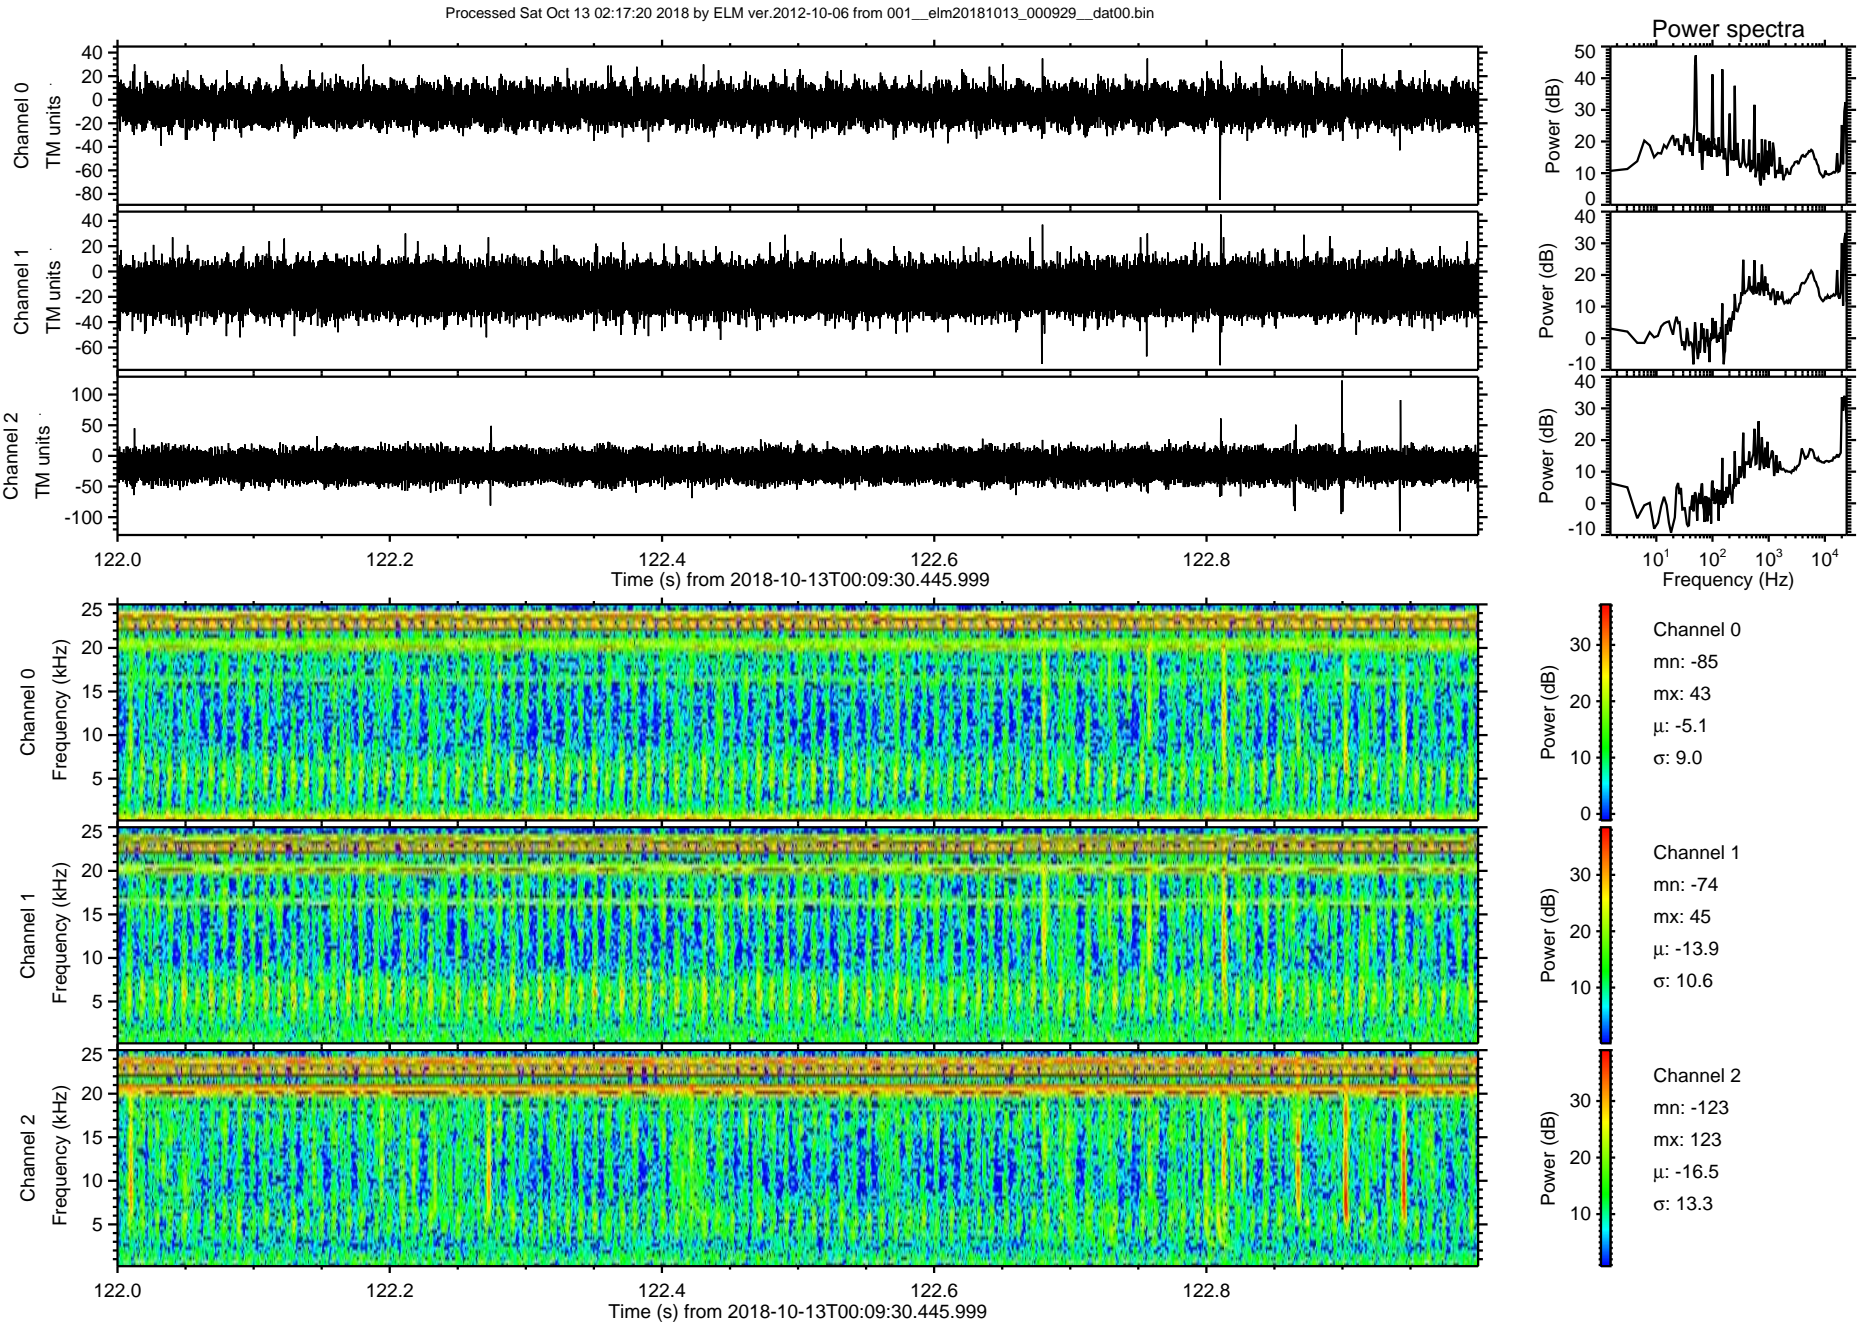 Processed Sat Oct 13 02:17:20 2018 by ELM ver.2012-10-06 from 001__elm20181013_000929__dat00.bin
Power spectra
Channel 0
TM units
40
20
0
-20
-40
-60
-80
Power (dB)
50
40
30
20
10
0
Channel 1
TM units
40
20
0
-20
-40
-60
Power (dB)
40
30
20
10
0
-10
Channel 2
TM units
100
50
0
-50
-100
Power (dB)
40
30
20
10
0
-10
122.0 122.2 122.4 122.6 122.8
Time (s) from 2018-10-13T00:09:30.445.999
10¹ 10² 10³ 10⁴
Frequency (Hz)
Channel 0
Frequency (kHz)
25
20
15
10
5
Power (dB)
30
20
10
0
Channel 0
mn: -85
mx: 43
μ: -5.1
σ: 9.0
Channel 1
Frequency (kHz)
25
20
15
10
5
Power (dB)
30
20
10
Channel 1
mn: -74
mx: 45
μ: -13.9
σ: 10.6
Channel 2
Frequency (kHz)
25
20
15
10
5
Power (dB)
30
20
10
Channel 2
mn: -123
mx: 123
μ: -16.5
σ: 13.3
122.0 122.2 122.4 122.6 122.8
Time (s) from 2018-10-13T00:09:30.445.999